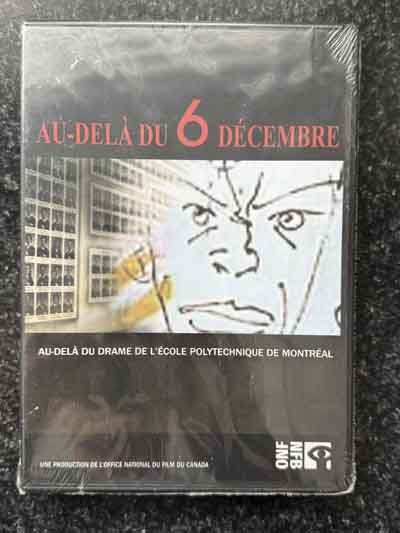 AU-DELÀ DU 6 DÉCEMBRE
AU-DELÀ DU DRAME DE L'ÉCOLE POLYTECHNIQUE DE MONTRÉAL
UNE PRODUCTION DE L'OFFICE NATIONAL DU FILM DU CANADA
ONF
NFB